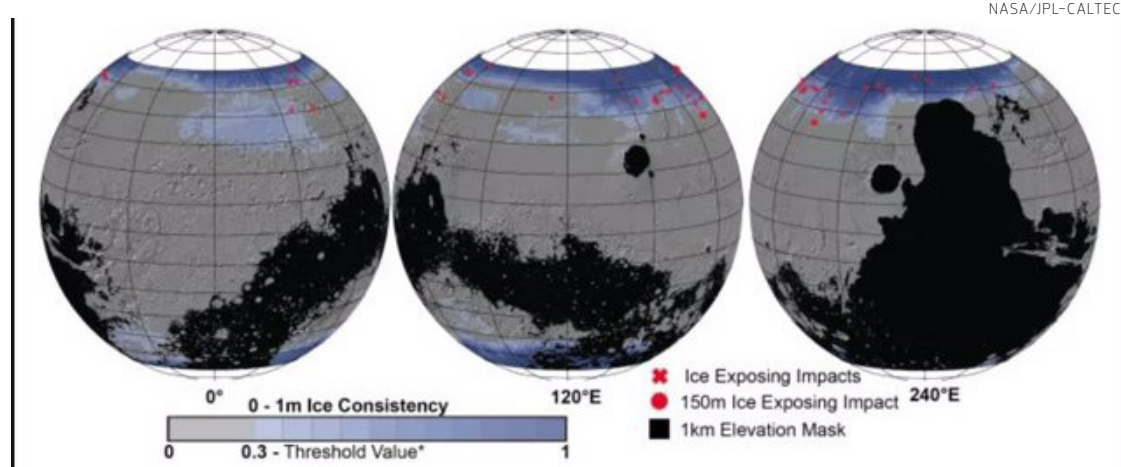 NASA/JPL-CALTEC
0° 120°E 240°E
0 - 1m Ice Consistency
0 0.3 - Threshold Value* 1
Ice Exposing Impacts
150m Ice Exposing Impact
1km Elevation Mask